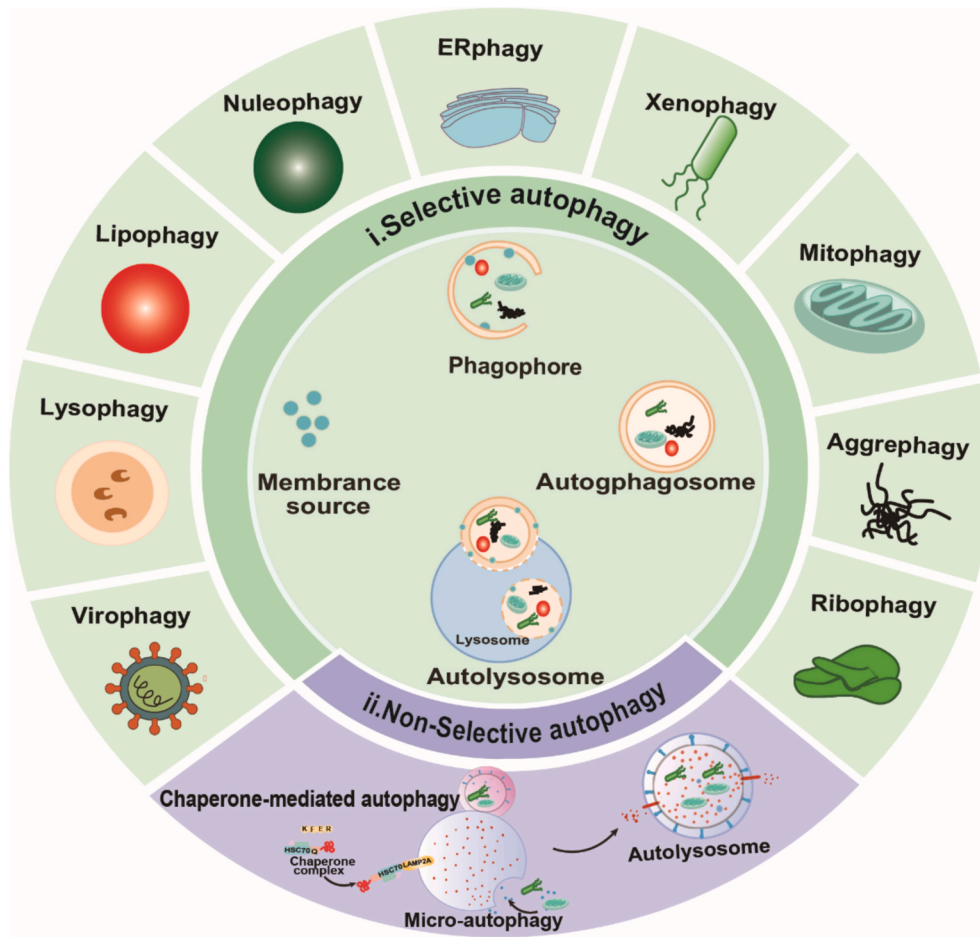 ERphagy
Nuleophagy
Xenophagy
Lipophagy
Mitophagy
Lysophagy
Aggrephagy
Virophagy
Ribophagy
i.Selective autophagy
Phagophore
Membrance
source
Autogphagosome
Lysosome
Autolysosome
ii.Non-Selective autophagy
Chaperone-mediated autophagy
KFERQ
HSC70
Chaperone
complex
HSC70
LAMP2A
Micro-autophagy
Autolysosome